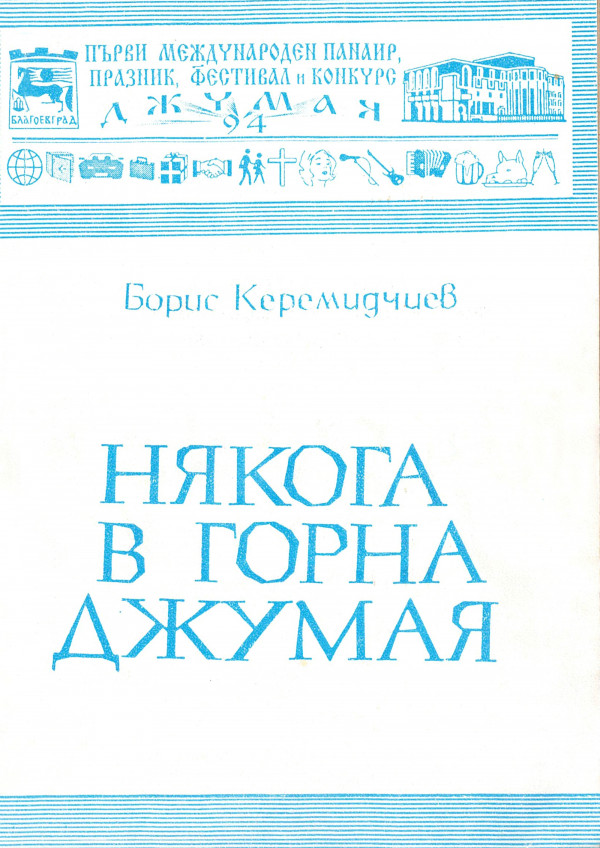 ПЪРВИ МЕЖДУНАРОДЕН ПАНАИР,
ПРАЗНИК, ФЕСТИВАЛ и КОНКУРС
ДЖУМАЯ
94
БЛАГОЕВГРАД
Борис Керемидчиев
НЯКОГА
В ГОРНА
ДЖУМАЯ